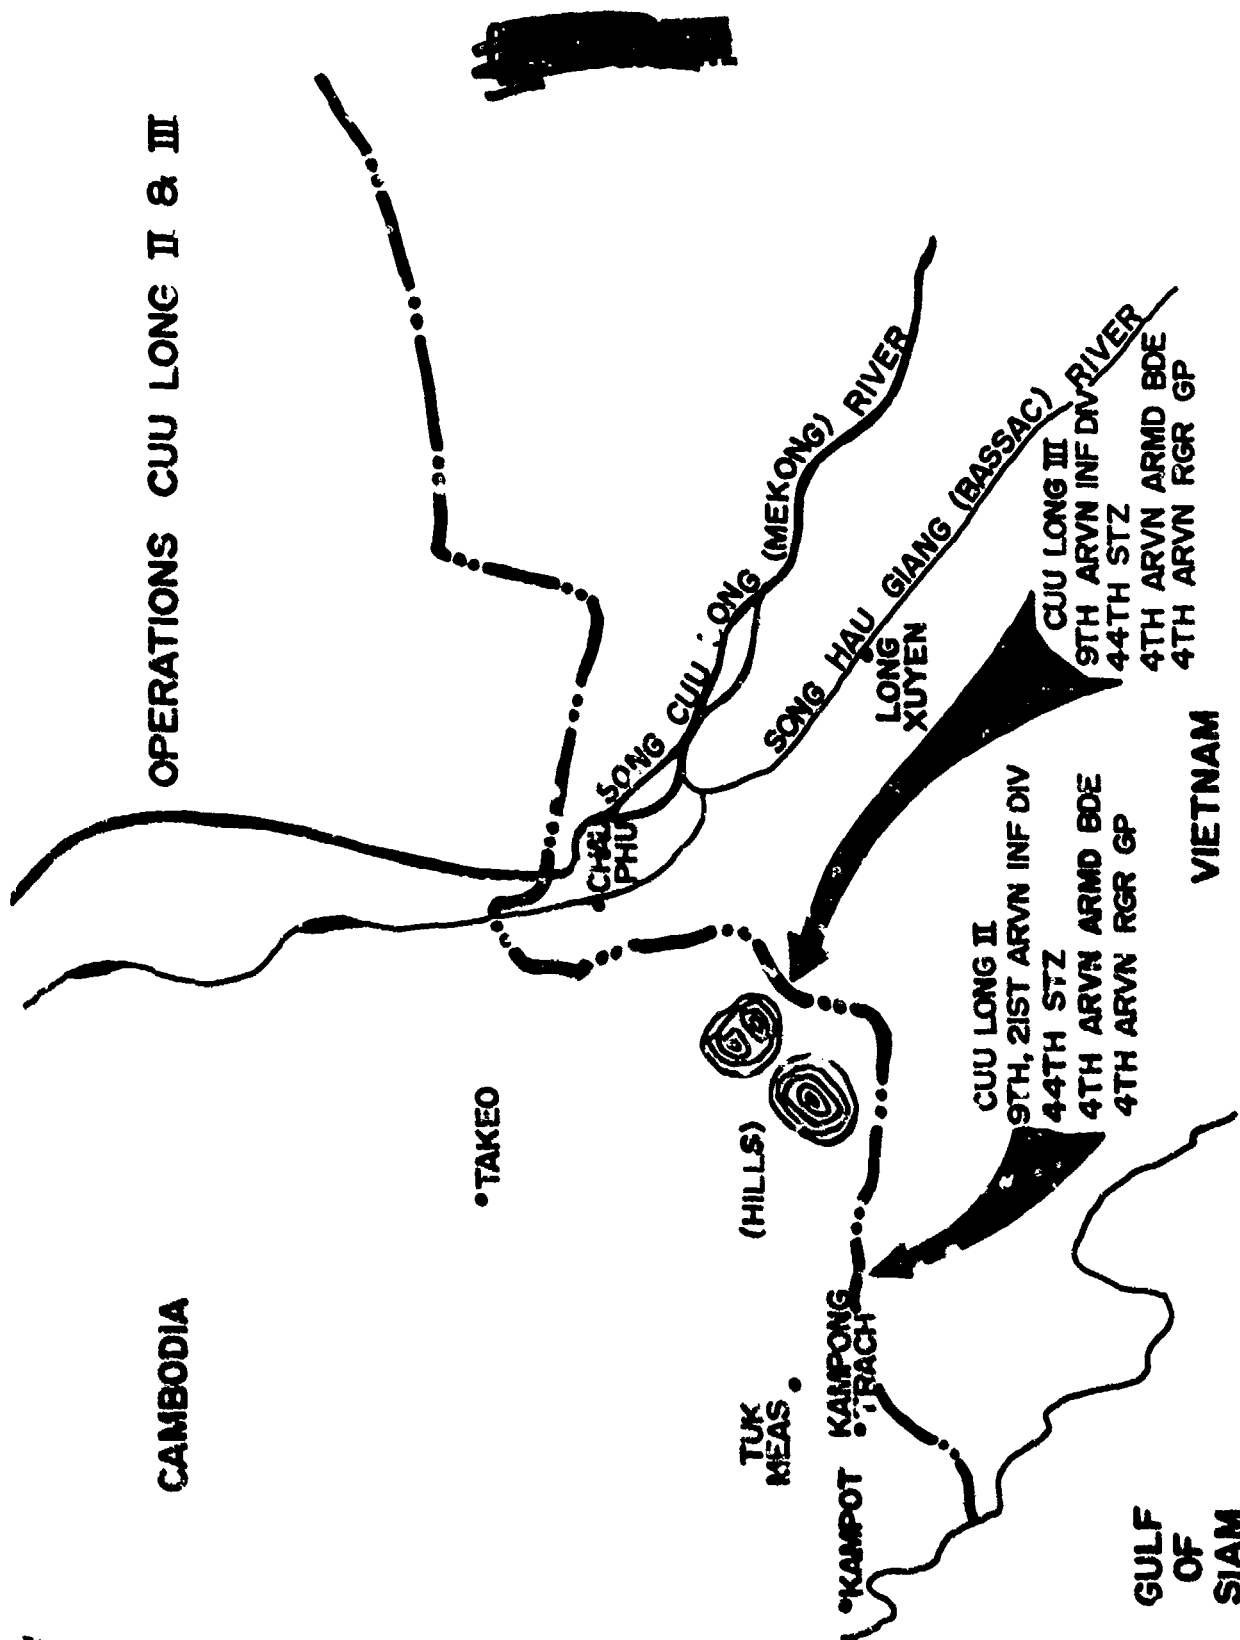 OPERATIONS CUU LONG II & III
CAMBODIA
TAKEO
CHAU
PHU
SONG CUU LONG (MEKONG) RIVER
SONG HAU GIANG (BASSAC) RIVER
LONG
XUYEN
(HILLS)
TUK
MEAS
KAMPOT
KAMPONG
TRACH
CUU LONG II
9TH, 21ST ARVN INF DIV
44TH STZ
4TH ARVN ARMD BDE
4TH ARVN RGR GP
CUU LONG III
9TH ARVN INF DIV
44TH STZ
4TH ARVN ARMD BDE
4TH ARVN RGR GP
VIETNAM
GULF
OF
SIAM